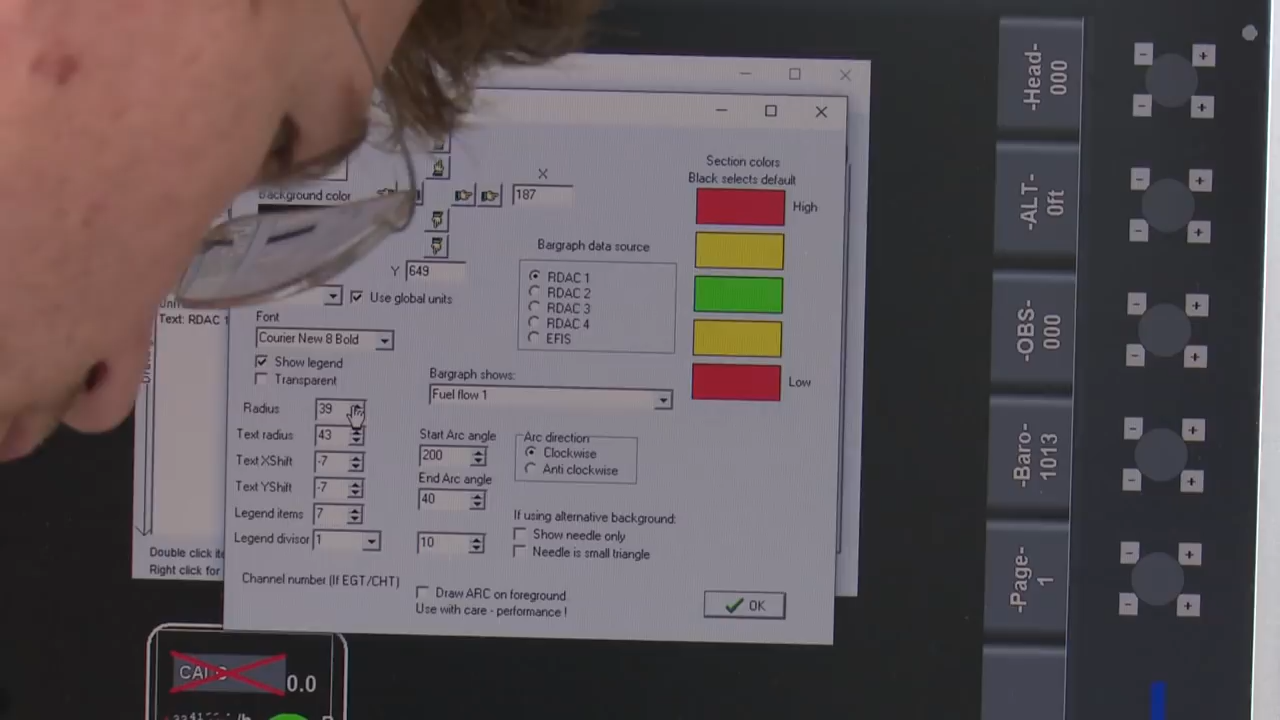 Background color
X
187
Y 649
Use global units
Text: RDAC 1
Font
Courier New 8 Bold
Show legend
Transparent
Radius 39
Text radius 43
Text XShift -7
Text YShift -7
Legend items 7
Legend divisor 1
10
Channel number (If EGT/CHT)
Bargraph data source
RDAC 1
RDAC 2
RDAC 3
RDAC 4
EFIS
Bargraph shows:
Fuel flow 1
Start Arc angle
200
End Arc angle
40
Arc direction
Clockwise
Anti clockwise
If using alternative background:
Show needle only
Needle is small triangle
Draw ARC on foreground
Use with care - performance !
OK
Section colors
Black selects default
High
Low
Double click
Right click for
0.0
-Head-
000
-ALT-
0ft
-OBS-
000
-Baro-
1013
-Page-
1